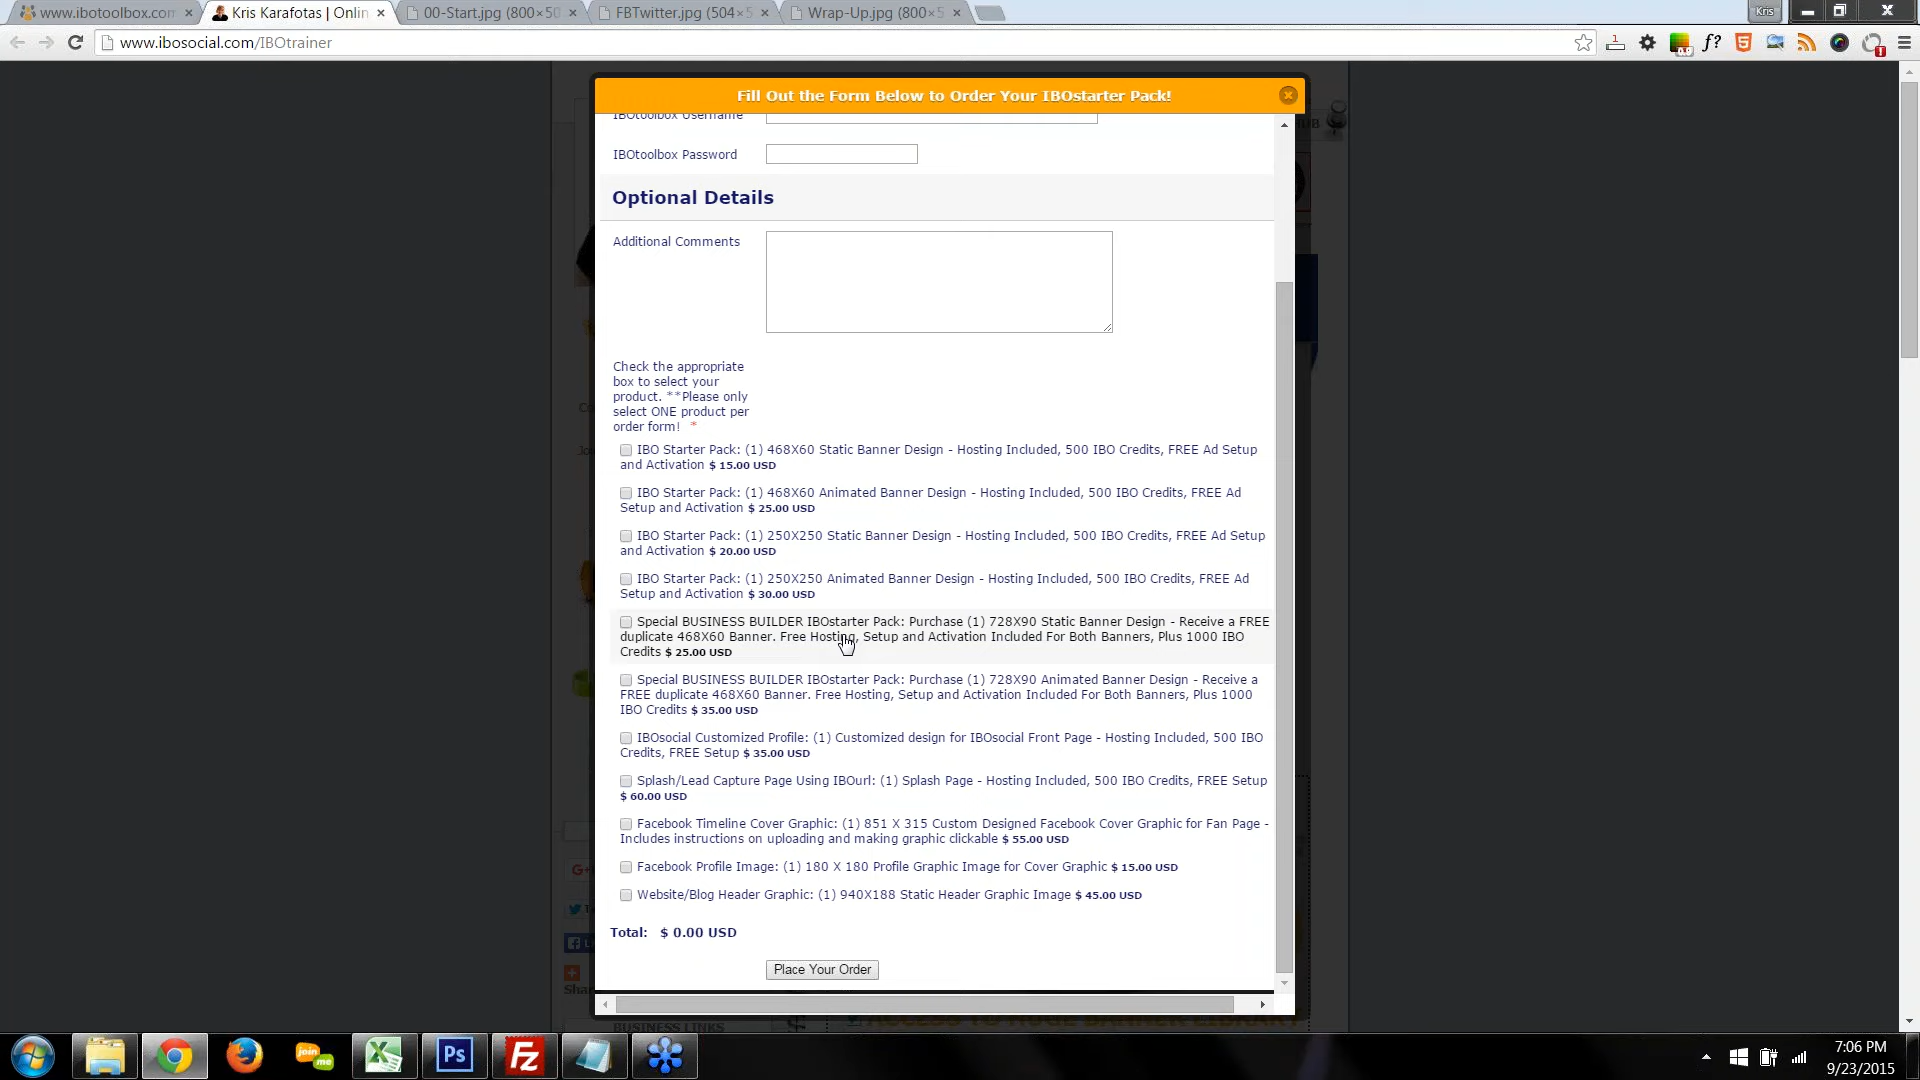 www.ibotoolbox.com
Kris Karafotas | Onlin
00-Start.jpg (800×50
FBTwitter.jpg (504×5
Wrap-Up.jpg (800×5
Kris
www.ibosocial.com/IBOtrainer
Fill Out the Form Below to Order Your IBOstarter Pack!
IBOtoolbox Username
IBOtoolbox Password
Optional Details
Additional Comments
Check the appropriate
box to select your
product. **Please only
select ONE product per
order form! *
IBO Starter Pack: (1) 468X60 Static Banner Design - Hosting Included, 500 IBO Credits, FREE Ad Setup
and Activation $ 15.00 USD
IBO Starter Pack: (1) 468X60 Animated Banner Design - Hosting Included, 500 IBO Credits, FREE Ad
Setup and Activation $ 25.00 USD
IBO Starter Pack: (1) 250X250 Static Banner Design - Hosting Included, 500 IBO Credits, FREE Ad Setup
and Activation $ 20.00 USD
IBO Starter Pack: (1) 250X250 Animated Banner Design - Hosting Included, 500 IBO Credits, FREE Ad
Setup and Activation $ 30.00 USD
Special BUSINESS BUILDER IBOstarter Pack: Purchase (1) 728X90 Static Banner Design - Receive a FREE
duplicate 468X60 Banner. Free Hosting, Setup and Activation Included For Both Banners, Plus 1000 IBO
Credits $ 25.00 USD
Special BUSINESS BUILDER IBOstarter Pack: Purchase (1) 728X90 Animated Banner Design - Receive a
FREE duplicate 468X60 Banner. Free Hosting, Setup and Activation Included For Both Banners, Plus 1000
IBO Credits $ 35.00 USD
IBOsocial Customized Profile: (1) Customized design for IBOsocial Front Page - Hosting Included, 500 IBO
Credits, FREE Setup $ 35.00 USD
Splash/Lead Capture Page Using IBOurl: (1) Splash Page - Hosting Included, 500 IBO Credits, FREE Setup
$ 60.00 USD
Facebook Timeline Cover Graphic: (1) 851 X 315 Custom Designed Facebook Cover Graphic for Fan Page -
Includes instructions on uploading and making graphic clickable $ 55.00 USD
Facebook Profile Image: (1) 180 X 180 Profile Graphic Image for Cover Graphic $ 15.00 USD
Website/Blog Header Graphic: (1) 940X188 Static Header Graphic Image $ 45.00 USD
Total: $ 0.00 USD
Place Your Order
BUSINESS LINKS
ACCESS TO HUGE BANNER LIBRARY
join
me
Ps
Fz
7:06 PM
9/23/2015